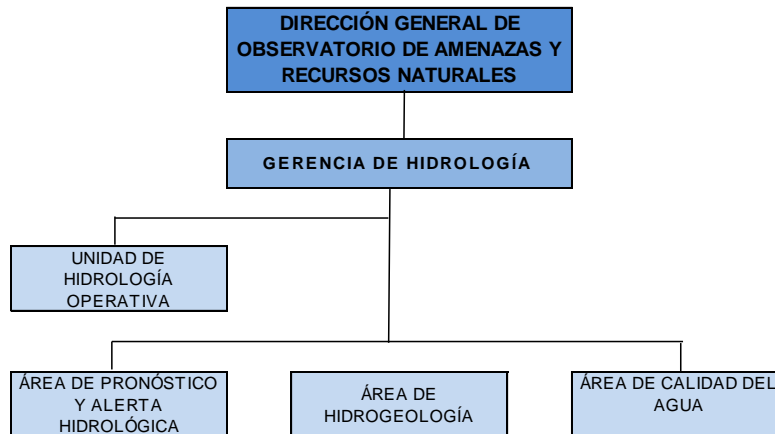 DIRECCIÓN GENERAL DE
OBSERVATORIO DE AMENAZAS Y
RECURSOS NATURALES
GERENCIA DE HIDROLOGÍA
UNIDAD DE
HIDROLOGÍA
OPERATIVA
ÁREA DE PRONÓSTICO
Y ALERTA
HIDROLÓGICA
ÁREA DE
HIDROGEOLOGÍA
ÁREA DE CALIDAD DEL
AGUA